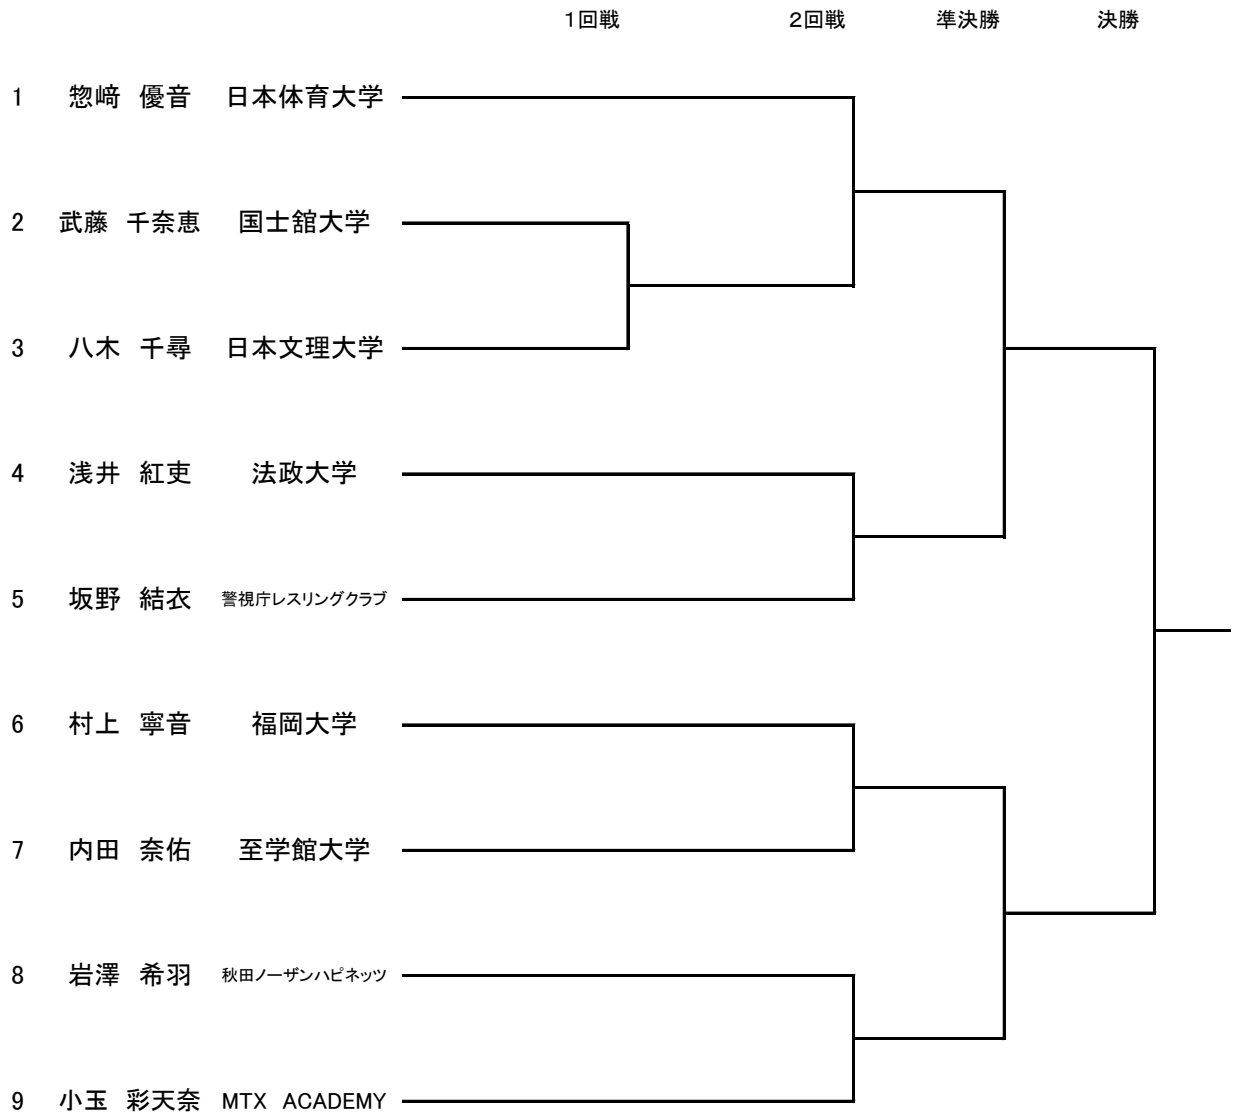 1回戦 2回戦 準決勝 決勝
1 惣﨑 優音 日本体育大学
2 武藤 千奈恵 国士舘大学
3 八木 千尋 日本文理大学
4 浅井 紅吏 法政大学
5 坂野 結衣 警視庁レスリングクラブ
6 村上 寧音 福岡大学
7 内田 奈佑 至学館大学
8 岩澤 希羽 秋田ノーザンハピネッツ
9 小玉 彩天奈 MTX ACADEMY